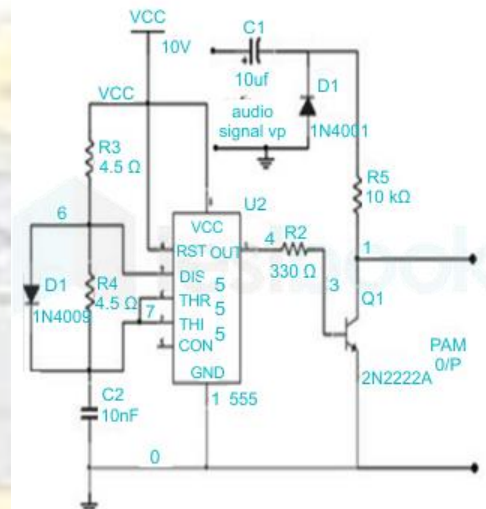 VCC
10V
C1
10uf
VCC
D1
1N4001
audio
signal vp
R3
4.5 Ω
R5
10 kΩ
6
U2
VCC
RST OUT
4
R2
330 Ω
1
DIS
5
D1
1N4009
R4
4.5 Ω
THR
5
7
THI
5
3
Q1
CON
PAM
0/P
GND
2N2222A
C2
10nF
1 555
0